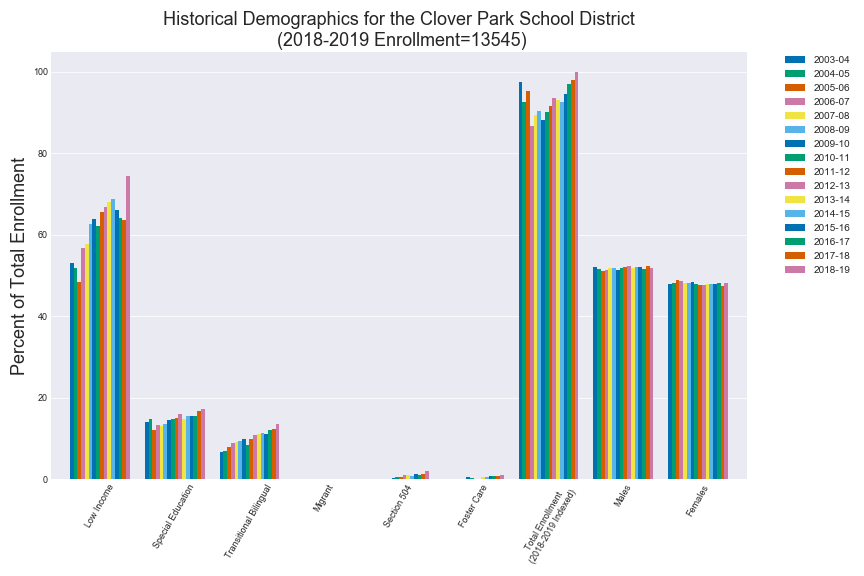 Historical Demographics for the Clover Park School District
(2018-2019 Enrollment=13545)
Percent of Total Enrollment
100
80
60
40
20
0
Low Income
Special Education
Transitional Bilingual
Migrant
Section 504
Foster Care
Total Enrollment
(2018-2019 Indexed)
Males
Females
2003-04
2004-05
2005-06
2006-07
2007-08
2008-09
2009-10
2010-11
2011-12
2012-13
2013-14
2014-15
2015-16
2016-17
2017-18
2018-19